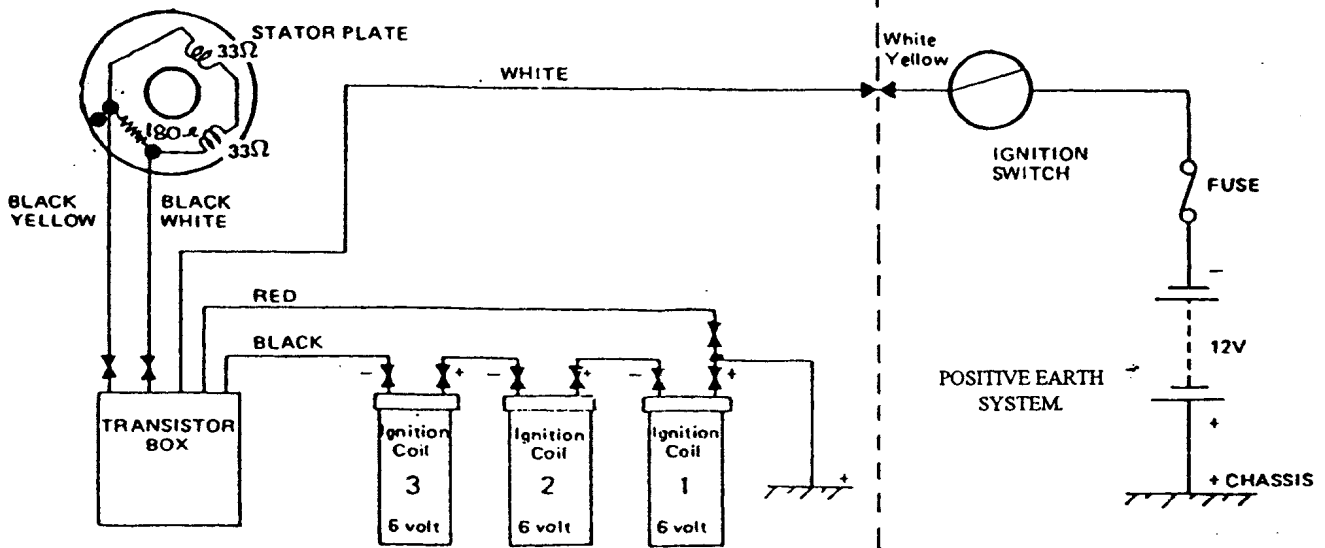 STATOR PLATE
33Ω
180Ω
33Ω
BLACK
YELLOW
BLACK
WHITE
WHITE
White
Yellow
IGNITION
SWITCH
FUSE
−
12V
+
+ CHASSIS
POSITIVE EARTH
SYSTEM.
RED
BLACK
− + − + − +
TRANSISTOR
BOX
Ignition
Coil
3
6 volt
Ignition
Coil
2
6 volt
Ignition
Coil
1
6 volt
+